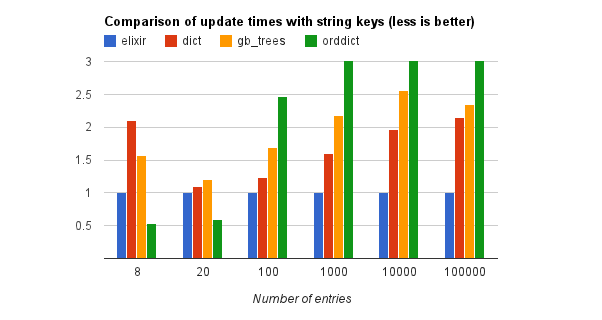 Comparison of update times with string keys (less is better)
elixir dict gb_trees orddict
3
2.5
2
1.5
1
0.5
8 20 100 1000 10000 100000
Number of entries